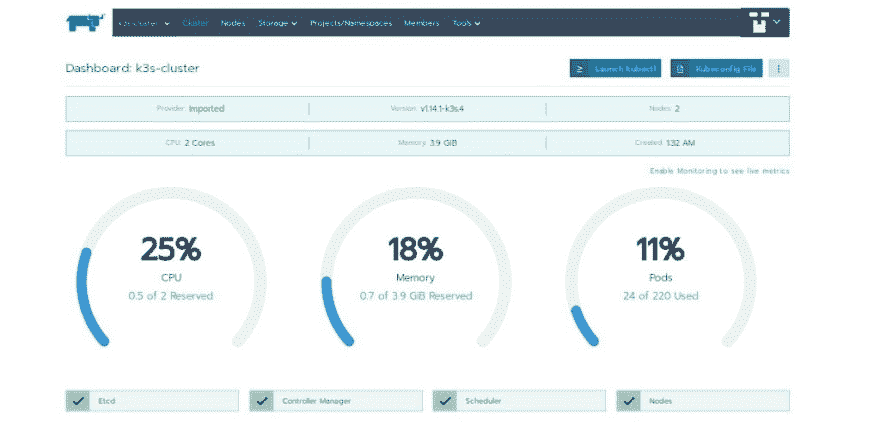 k3s-cluster Cluster Nodes Storage Projects/Namespaces Members Tools
Dashboard: k3s-cluster
Launch kubectl Kubeconfig File
Provider: Imported Version: v1.14.1-k3s.4 Nodes: 2
CPU: 2 Cores Memory: 3.9 GiB Created: 1:32 AM
Enable Monitoring to see live metrics
25% 18% 11%
CPU Memory Pods
0.5 of 2 Reserved 0.7 of 3.9 GiB Reserved 24 of 220 Used
Etcd Controller Manager Scheduler Nodes